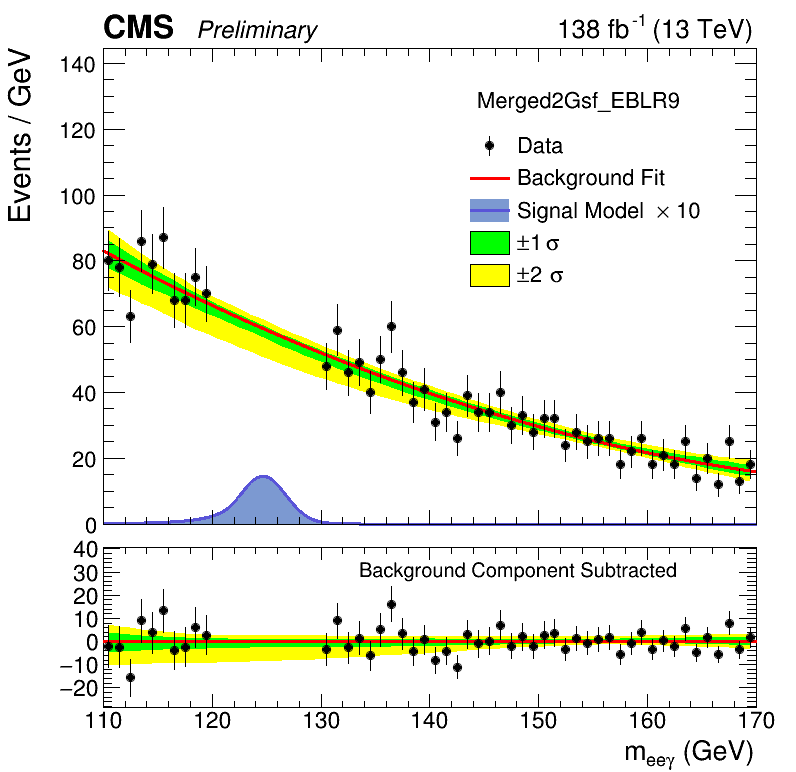 CMS Preliminary 138 fb-1 (13 TeV)
Events / GeV
140
120
100
80
60
40
20
0
Merged2Gsf_EBLR9
Data
Background Fit
Signal Model × 10
±1 σ
±2 σ
40
30
20
10
0
−10
−20
Background Component Subtracted
110 120 130 140 150 160 170
meeγ (GeV)